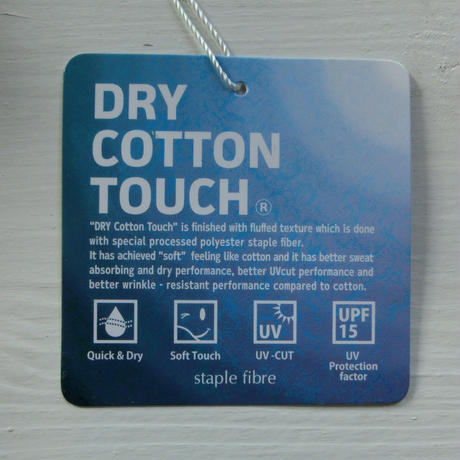 DRY
COTTON
TOUCH ®
"DRY Cotton Touch" is finished with fluffed texture which is done
with special processed polyester staple fiber.
It has achieved "soft" feeling like cotton and it has better sweat
absorbing and dry performance, better UVcut performance and
better wrinkle - resistant performance compared to cotton.
UV
UPF
15
Quick & Dry
Soft Touch
UV -CUT
UV
Protection
factor
staple fibre